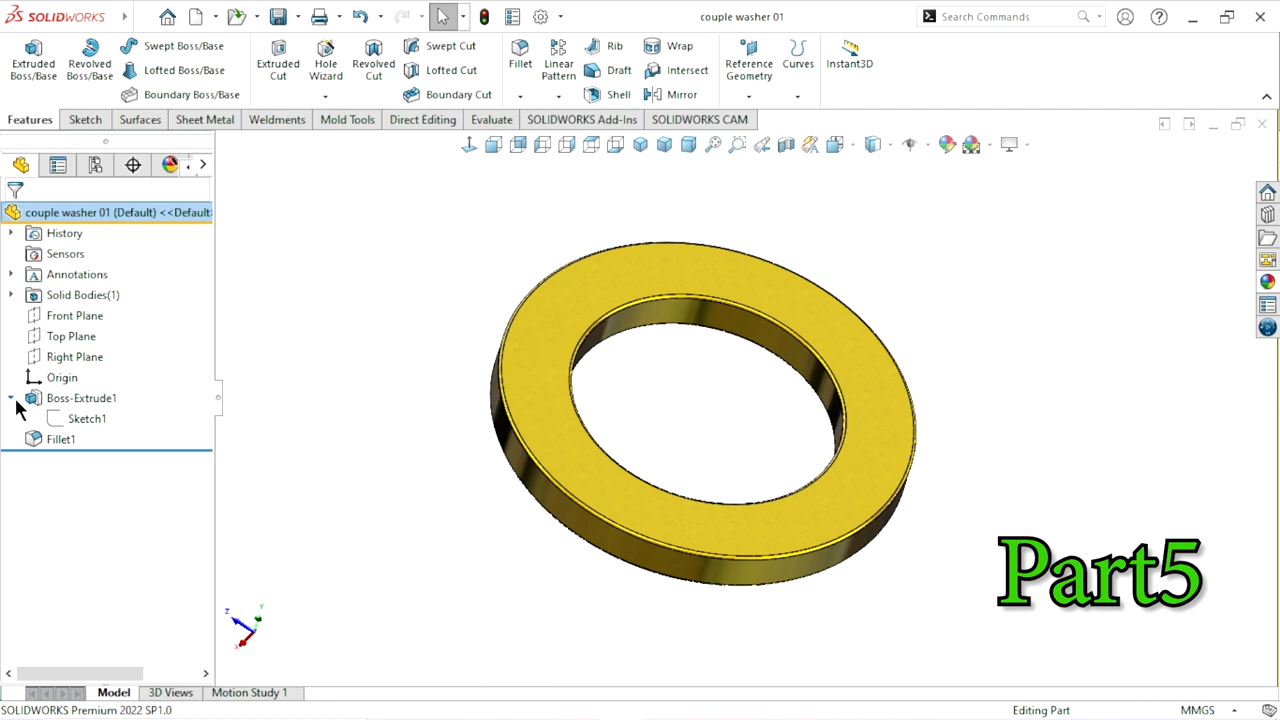 SOLIDWORKS
couple washer 01
Search Commands
Extruded Boss/Base
Revolved Boss/Base
Swept Boss/Base
Lofted Boss/Base
Boundary Boss/Base
Extruded Cut
Hole Wizard
Revolved Cut
Swept Cut
Lofted Cut
Boundary Cut
Fillet
Linear Pattern
Rib
Draft
Shell
Wrap
Intersect
Mirror
Reference Geometry
Curves
Instant3D
Features
Sketch
Surfaces
Sheet Metal
Weldments
Mold Tools
Direct Editing
Evaluate
SOLIDWORKS Add-Ins
SOLIDWORKS CAM
couple washer 01 (Default) <<Default>
History
Sensors
Annotations
Solid Bodies(1)
Front Plane
Top Plane
Right Plane
Origin
Boss-Extrude1
Sketch1
Fillet1
Part5
Z
Y
X
Model
3D Views
Motion Study 1
SOLIDWORKS Premium 2022 SP1.0
Editing Part
MMGS